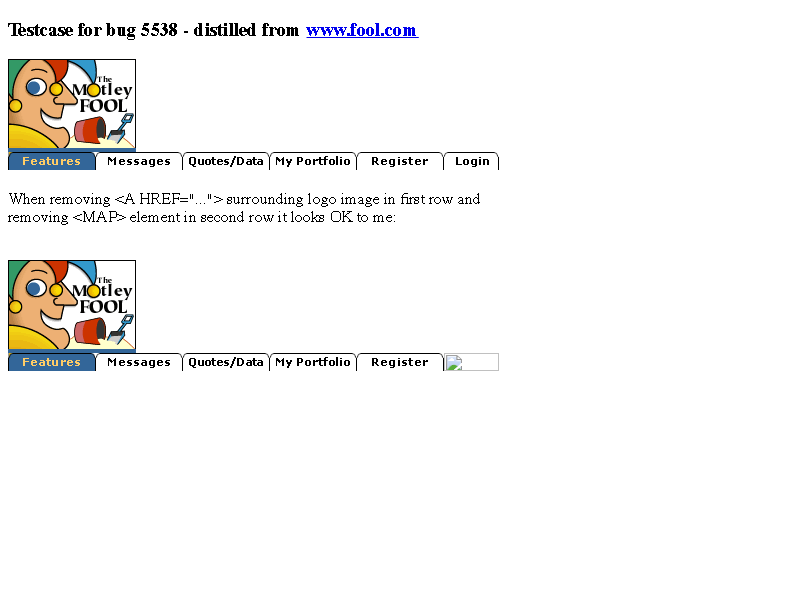 Testcase for bug 5538 - distilled from www.fool.com
The
Motley
FOOL
Features Messages Quotes/Data My Portfolio Register Login
When removing <A HREF="..."> surrounding logo image in first row and
removing <MAP> element in second row it looks OK to me:
The
Motley
FOOL
Features Messages Quotes/Data My Portfolio Register